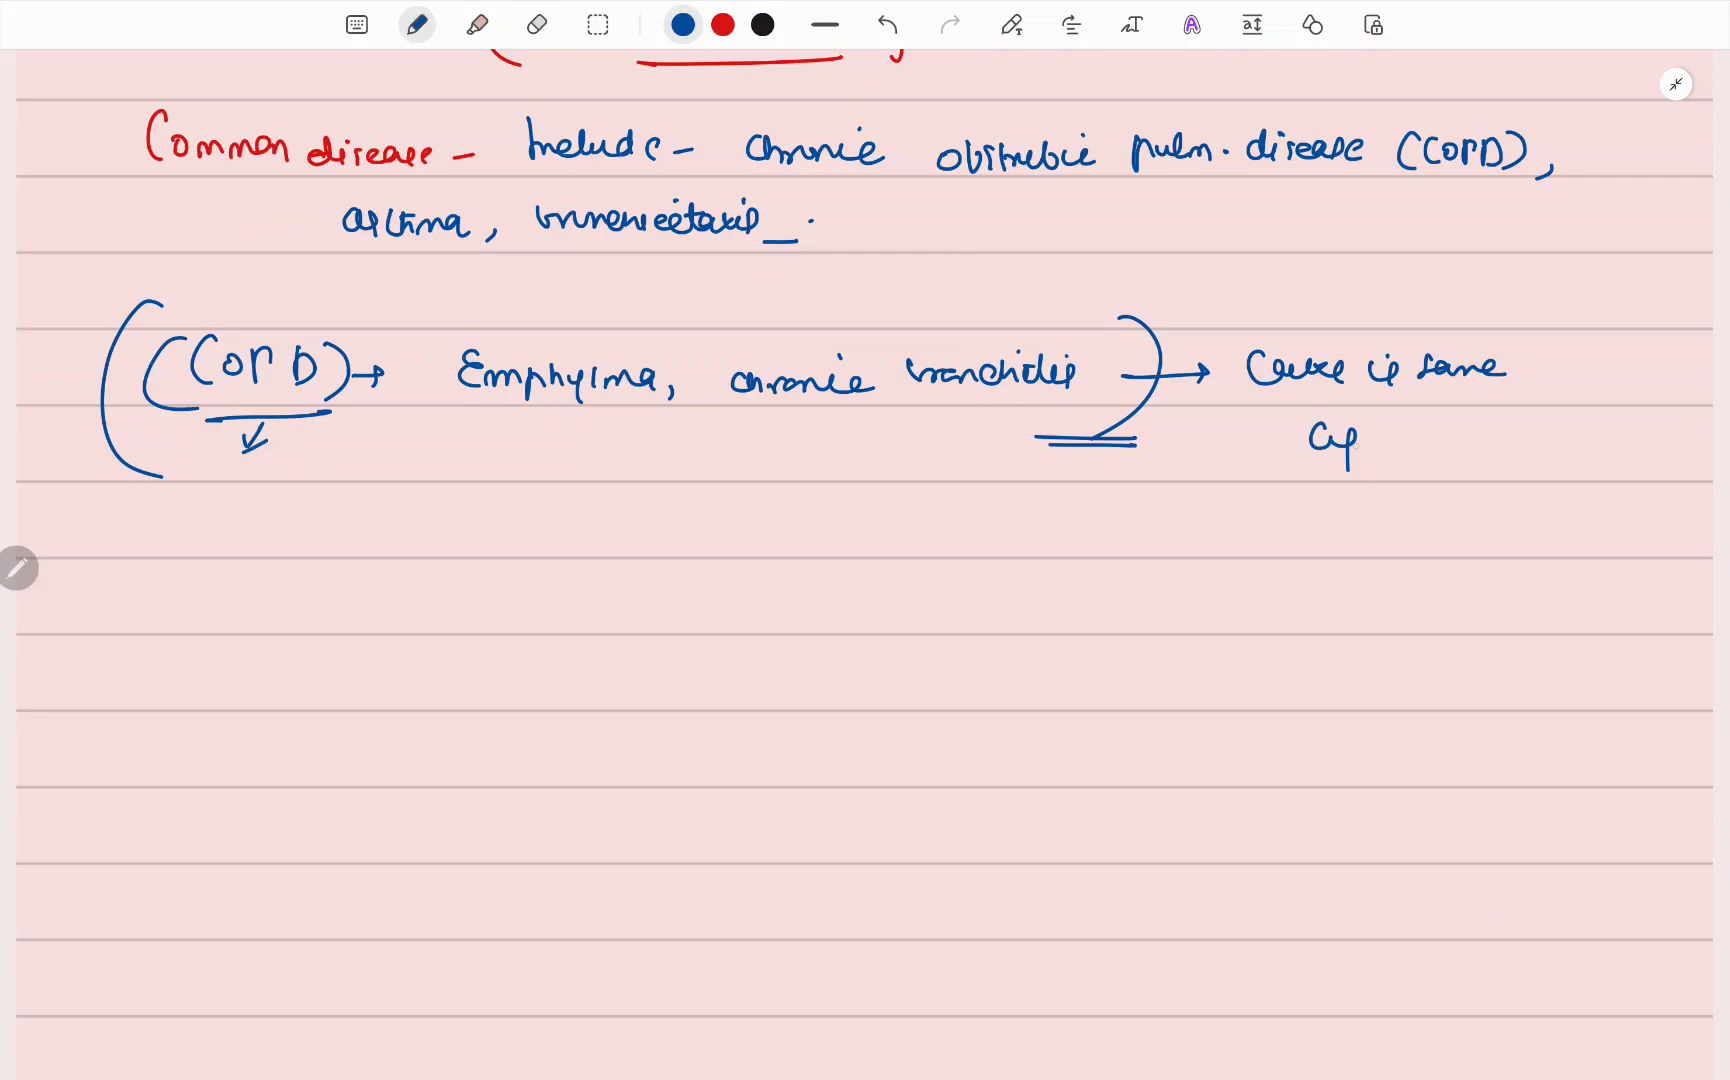 Common disease - Include - chronic obstructive pulm. disease (COPD),
asthma, bronchiectasis.
(COPD) → Emphysema, chronic bronchitis → Cause is same